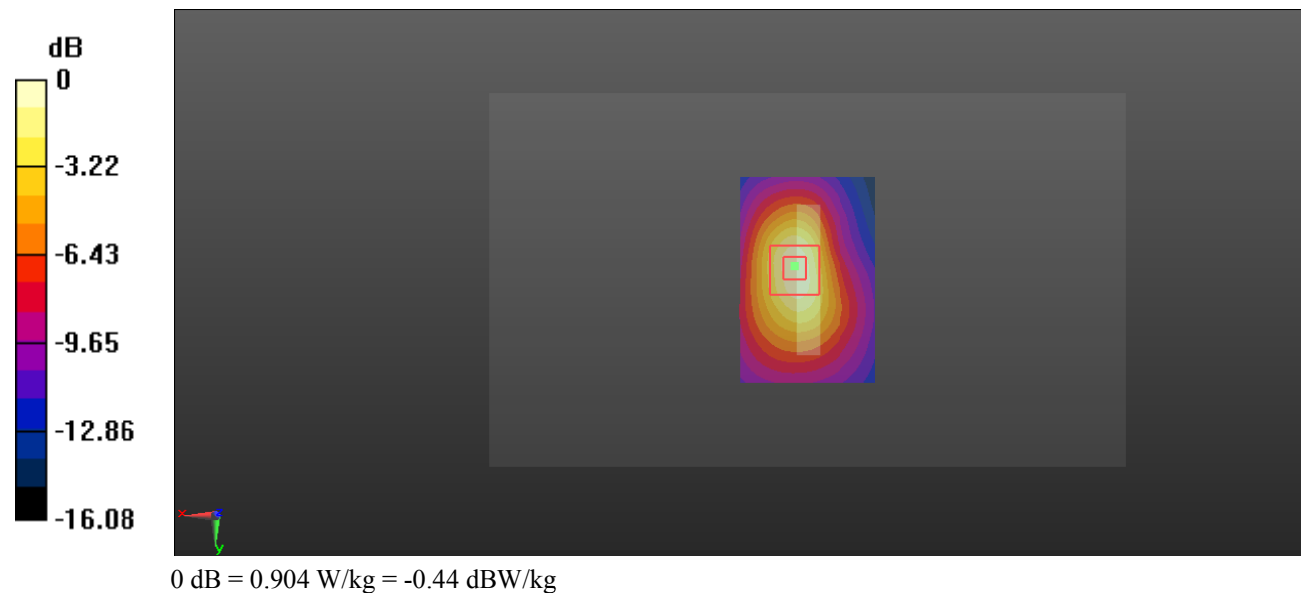 dB
0
-3.22
-6.43
-9.65
-12.86
-16.08
x z
y
0 dB = 0.904 W/kg = -0.44 dBW/kg